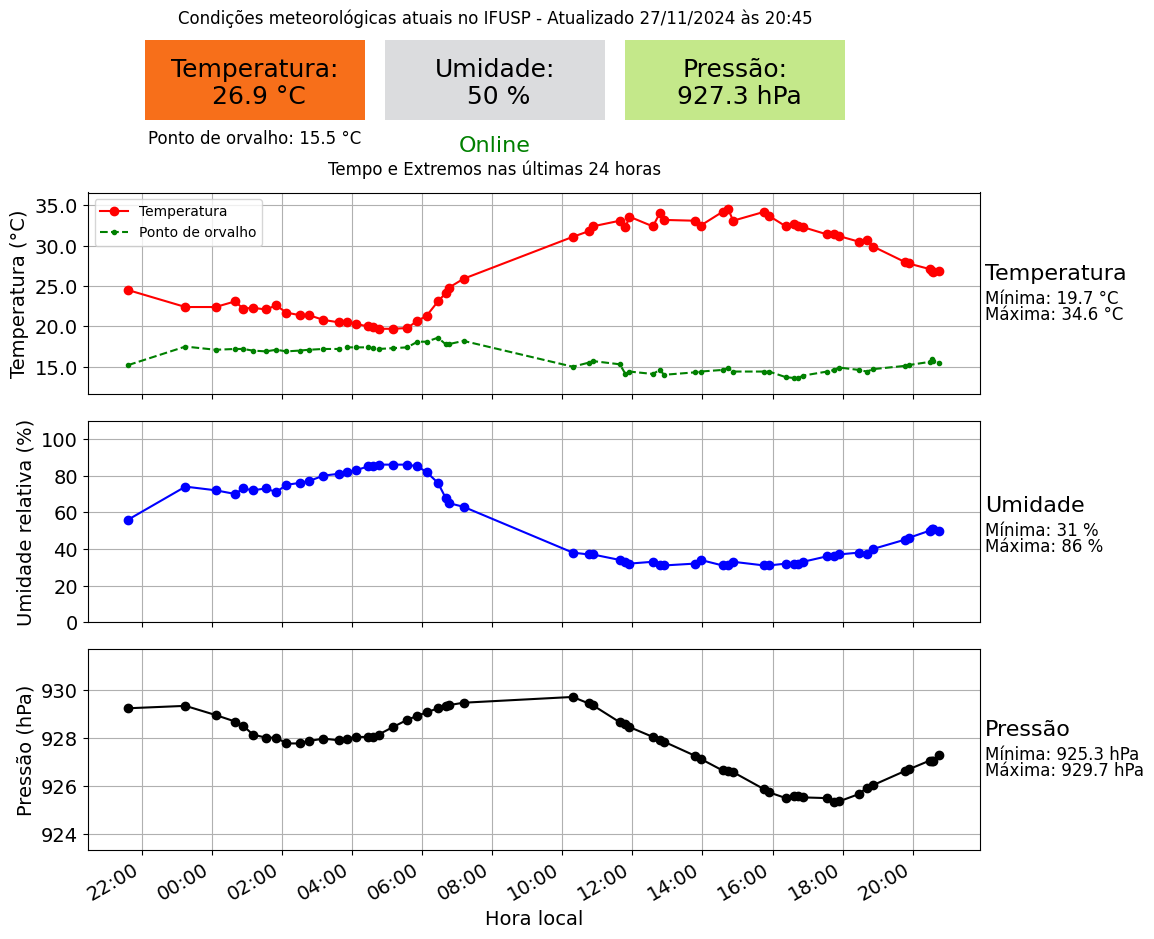 Condições meteorológicas atuais no IFUSP - Atualizado 27/11/2024 às 20:45
Temperatura:
26.9 °C
Umidade:
50 %
Pressão:
927.3 hPa
Ponto de orvalho: 15.5 °C
Online
Tempo e Extremos nas últimas 24 horas
Temperatura (°C)
35.0
30.0
25.0
20.0
15.0
Temperatura
Ponto de orvalho
Temperatura
Mínima: 19.7 °C
Máxima: 34.6 °C
Umidade relativa (%)
100
80
60
40
20
0
Umidade
Mínima: 31 %
Máxima: 86 %
Pressão (hPa)
930
928
926
924
Pressão
Mínima: 925.3 hPa
Máxima: 929.7 hPa
22:00 00:00 02:00 04:00 06:00 08:00 10:00 12:00 14:00 16:00 18:00 20:00
Hora local